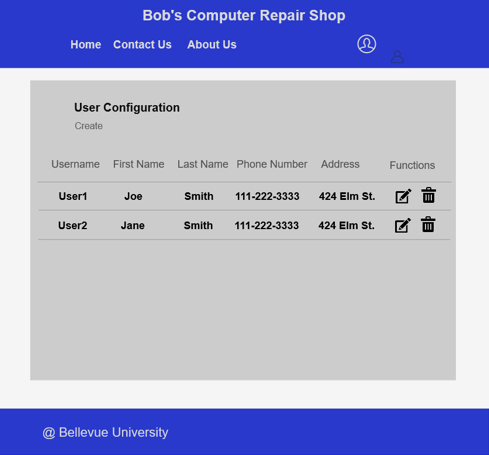 Bob's Computer Repair Shop
Home Contact Us About Us
User Configuration
Create
Username First Name Last Name Phone Number Address Functions
User1 Joe Smith 111-222-3333 424 Elm St.
User2 Jane Smith 111-222-3333 424 Elm St.
@ Bellevue University